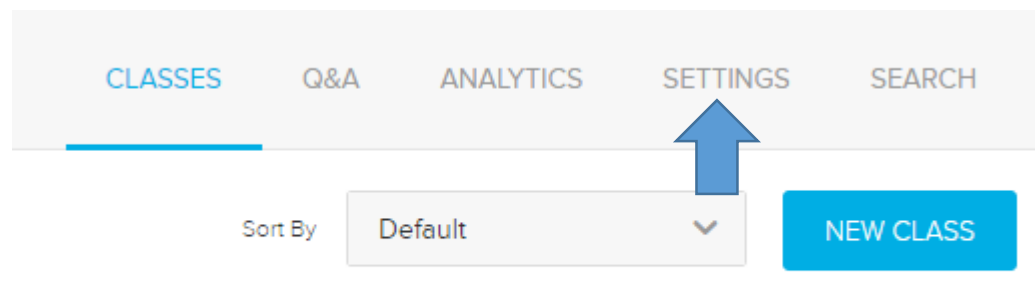 CLASSES Q&A ANALYTICS SETTINGS SEARCH
Sort By Default NEW CLASS